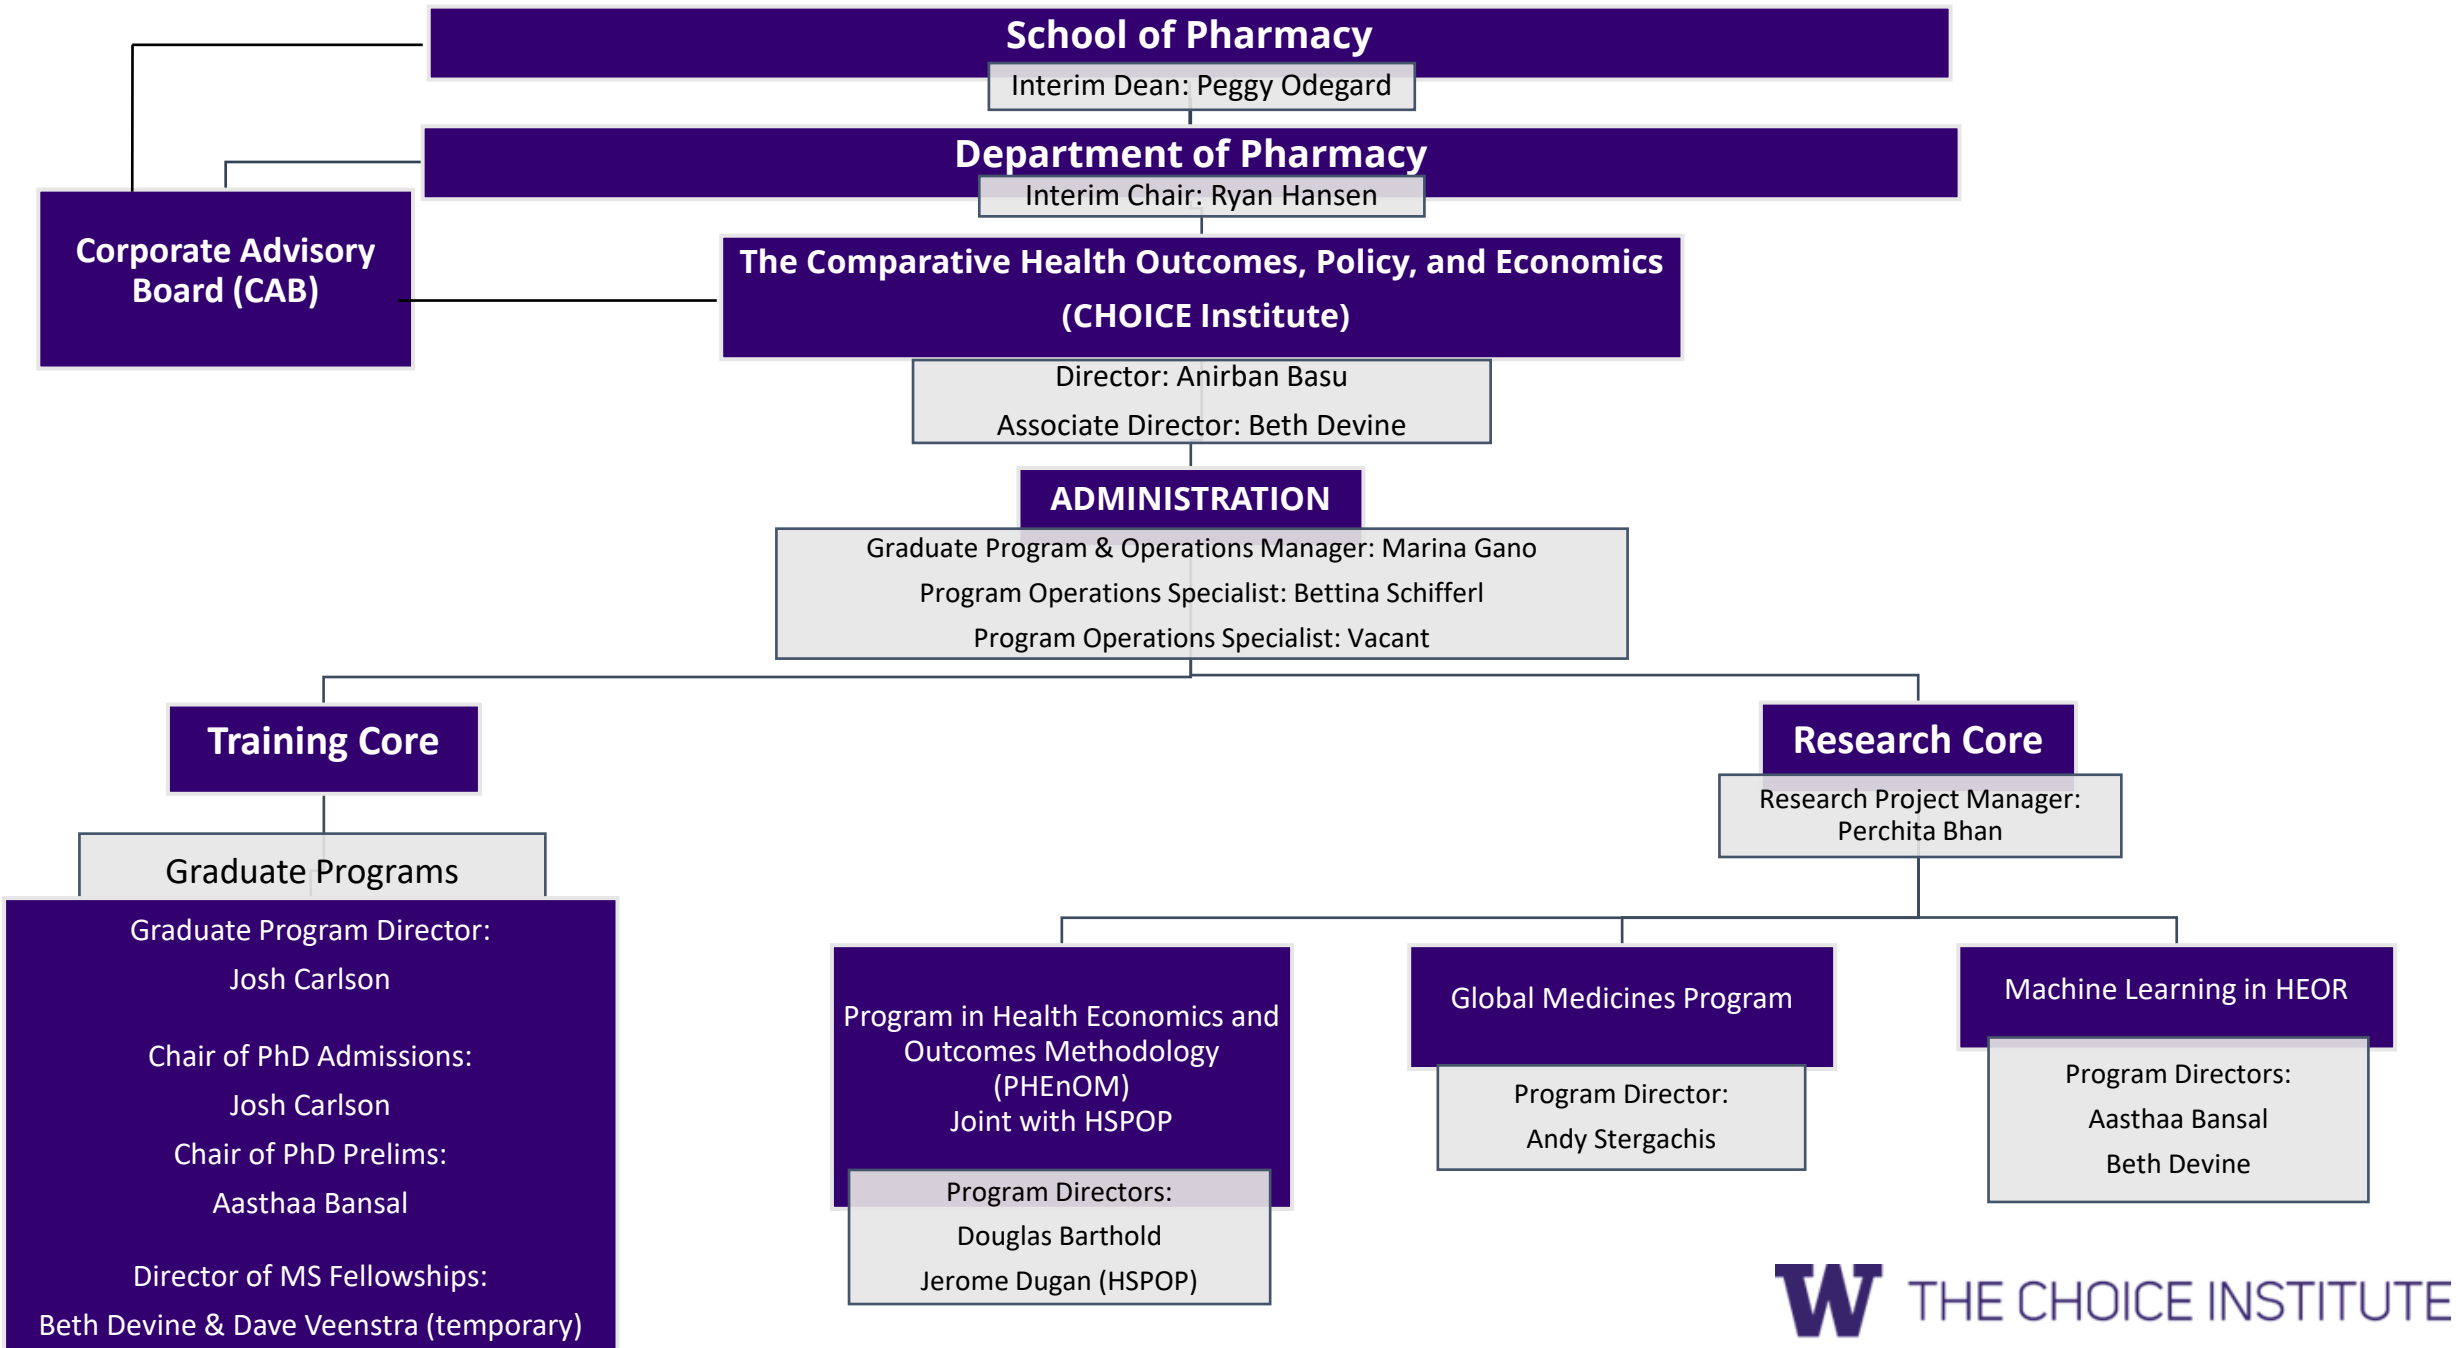 School of Pharmacy
Interim Dean: Peggy Odegard
Department of Pharmacy
Interim Chair: Ryan Hansen
Corporate Advisory
Board (CAB)
The Comparative Health Outcomes, Policy, and Economics
(CHOICE Institute)
Director: Anirban Basu
Associate Director: Beth Devine
ADMINISTRATION
Graduate Program & Operations Manager: Marina Gano
Program Operations Specialist: Bettina Schifferl
Program Operations Specialist: Vacant
Training Core
Graduate Programs
Graduate Program Director:
Josh Carlson
Chair of PhD Admissions:
Josh Carlson
Chair of PhD Prelims:
Aasthaa Bansal
Director of MS Fellowships:
Beth Devine & Dave Veenstra (temporary)
Research Core
Research Project Manager:
Perchita Bhan
Program in Health Economics and
Outcomes Methodology
(PHEnOM)
Joint with HSPOP
Program Directors:
Douglas Barthold
Jerome Dugan (HSPOP)
Global Medicines Program
Program Director:
Andy Stergachis
Machine Learning in HEOR
Program Directors:
Aasthaa Bansal
Beth Devine
W THE CHOICE INSTITUTE